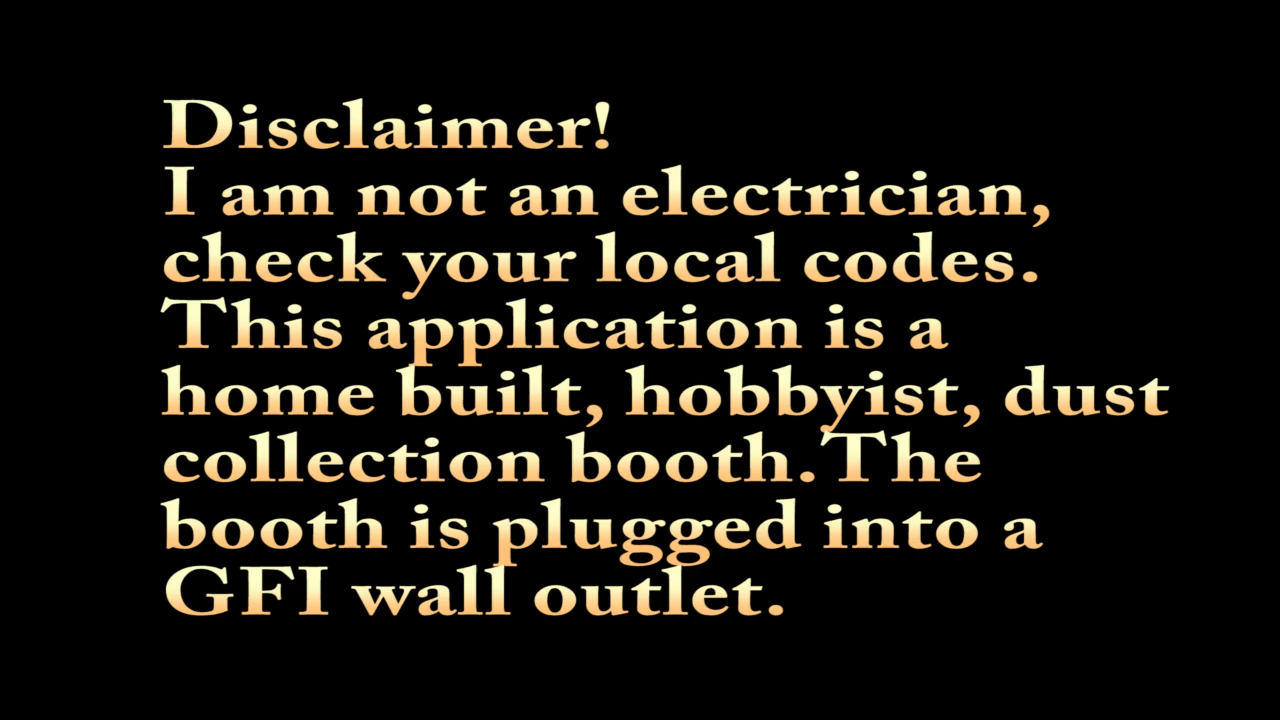 Disclaimer!
I am not an electrician,
check your local codes.
This application is a
home built, hobbyist, dust
collection booth.The
booth is plugged into a
GFI wall outlet.